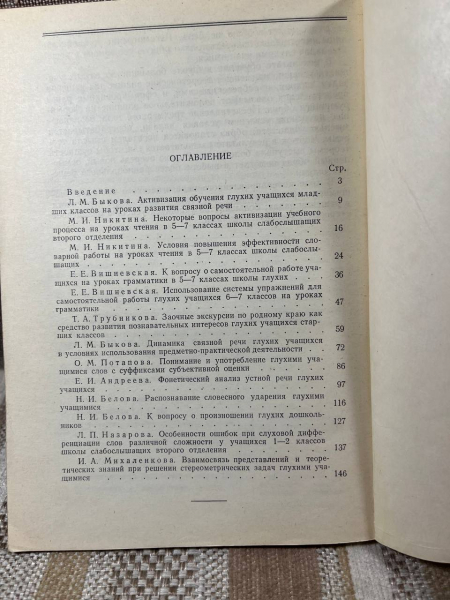 ОГЛАВЛЕНИЕ
Стр.
Введение . . . . . . . . . . . . . . . 3
Л. М. Быкова. Активизация обучения глухих учащихся млад-
ших классов на уроках развития связной речи . . . . 9
М. И. Никитина. Некоторые вопросы активизации учебного
процесса на уроках чтения в 5—7 классах школы слабослышащих
второго отделения . . . . . . . . . . . . 16
М. И. Никитина. Условия повышения эффективности сло-
варной работы на уроках чтения в 5—7 классах школы слабослы-
шащих . . . . . . . . . . . . . . . 24
Е. Е. Вишневская. К вопросу о самостоятельной работе уча-
щихся на уроках грамматики в 5—7 классах школы глухих . . 36
Е. Е. Вишневская. Использование системы упражнений для
самостоятельной работы глухих учащихся 6—7 классов на уроках
грамматики . . . . . . . . . . . . . . 47
Т. А. Трубникова. Заочные экскурсии по родному краю как
средство развития познавательных интересов глухих учащихся стар-
ших классов . . . . . . . . . . . . . . 59
Л. М. Быкова. Динамика связной речи глухих учащихся
в условиях использования предметно-практической деятельности . . 72
О. М. Потапова. Понимание и употребление глухими уча-
щимися слов с суффиксами субъективной оценки . . . . 86
Е. И. Андреева. Фонетический анализ устной речи глухих
учащихся . . . . . . . . . . . . . . . 97
Н. И. Белова. Распознавание словесного ударения глухими
учащимися . . . . . . . . . . . . . . 116
Н. И. Белова. К вопросу о произношении глухих дошколь-
ников . . . . . . . . . . . . . . . 127
Л. П. Назарова. Особенности ошибок при слуховой диффе-
ренциации слов различной сложности у учащихся 1—2 классов
школы слабослышащих второго отделения . . . . . . 137
И. А. Михаленкова. Взаимосвязь представлений и теоре-
тических знаний при решении стереометрических задач глухими уча-
щимися . . . . . . . . . . . . . . . 146